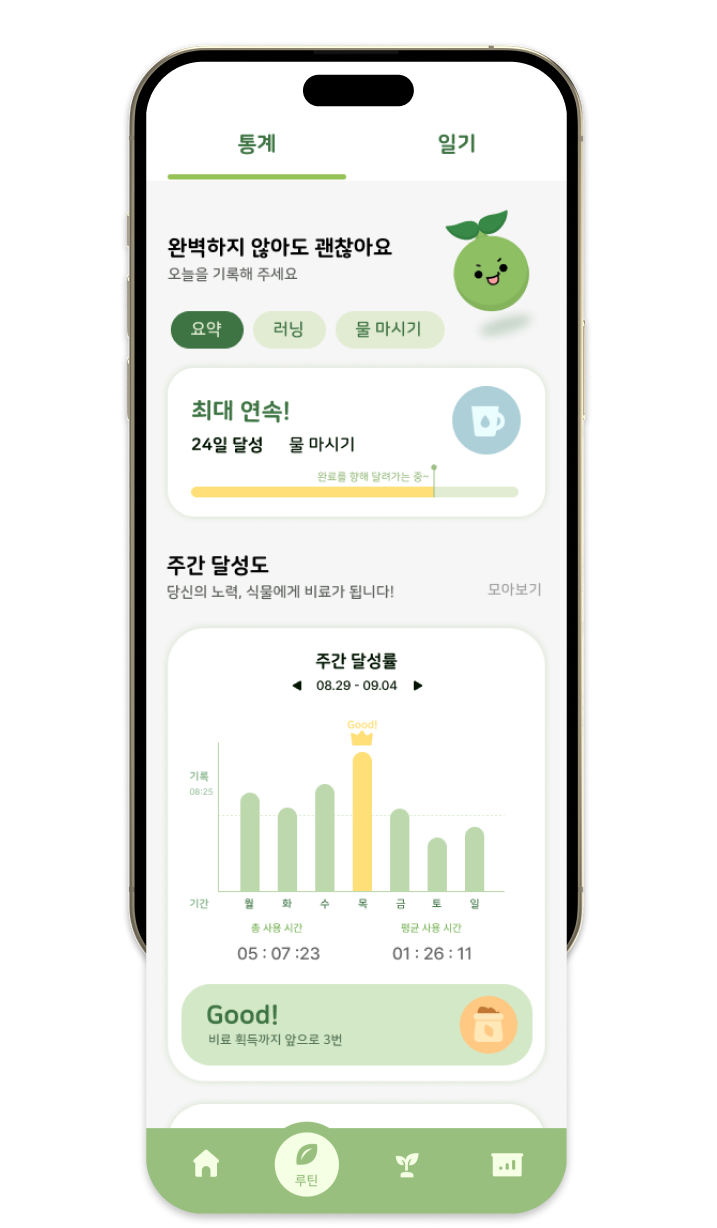 통계
일기
완벽하지 않아도 괜찮아요
오늘을 기록해 주세요
요약
러닝
물 마시기
최대 연속!
24일 달성 물 마시기
완료를 향해 달려가는 중~
주간 달성도
당신의 노력, 식물에게 비료가 됩니다!
모아보기
주간 달성률
08.29 - 09.04
Good!
기록
08:25
기간
월 화 수 목 금 토 일
총 사용 시간
평균 사용 시간
05 : 07 :23
01 : 26 : 11
Good!
비료 획득까지 앞으로 3번
루틴